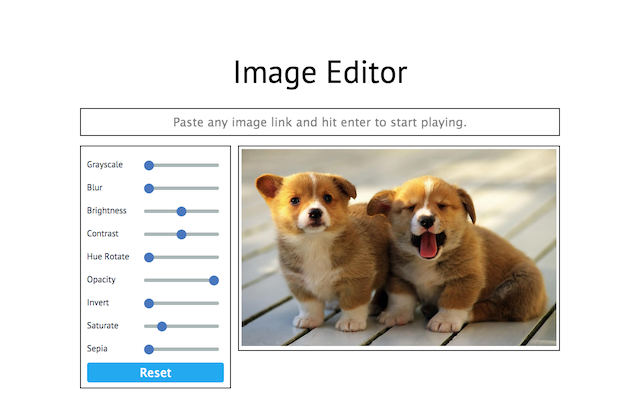 Image Editor
Paste any image link and hit enter to start playing.
Grayscale
Blur
Brightness
Contrast
Hue Rotate
Opacity
Invert
Saturate
Sepia
Reset